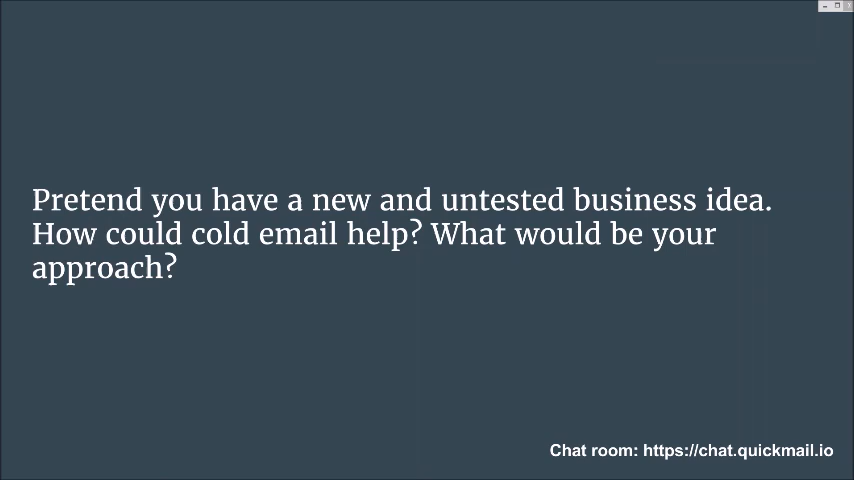 Pretend you have a new and untested business idea.
How could cold email help? What would be your
approach?
Chat room: https://chat.quickmail.io